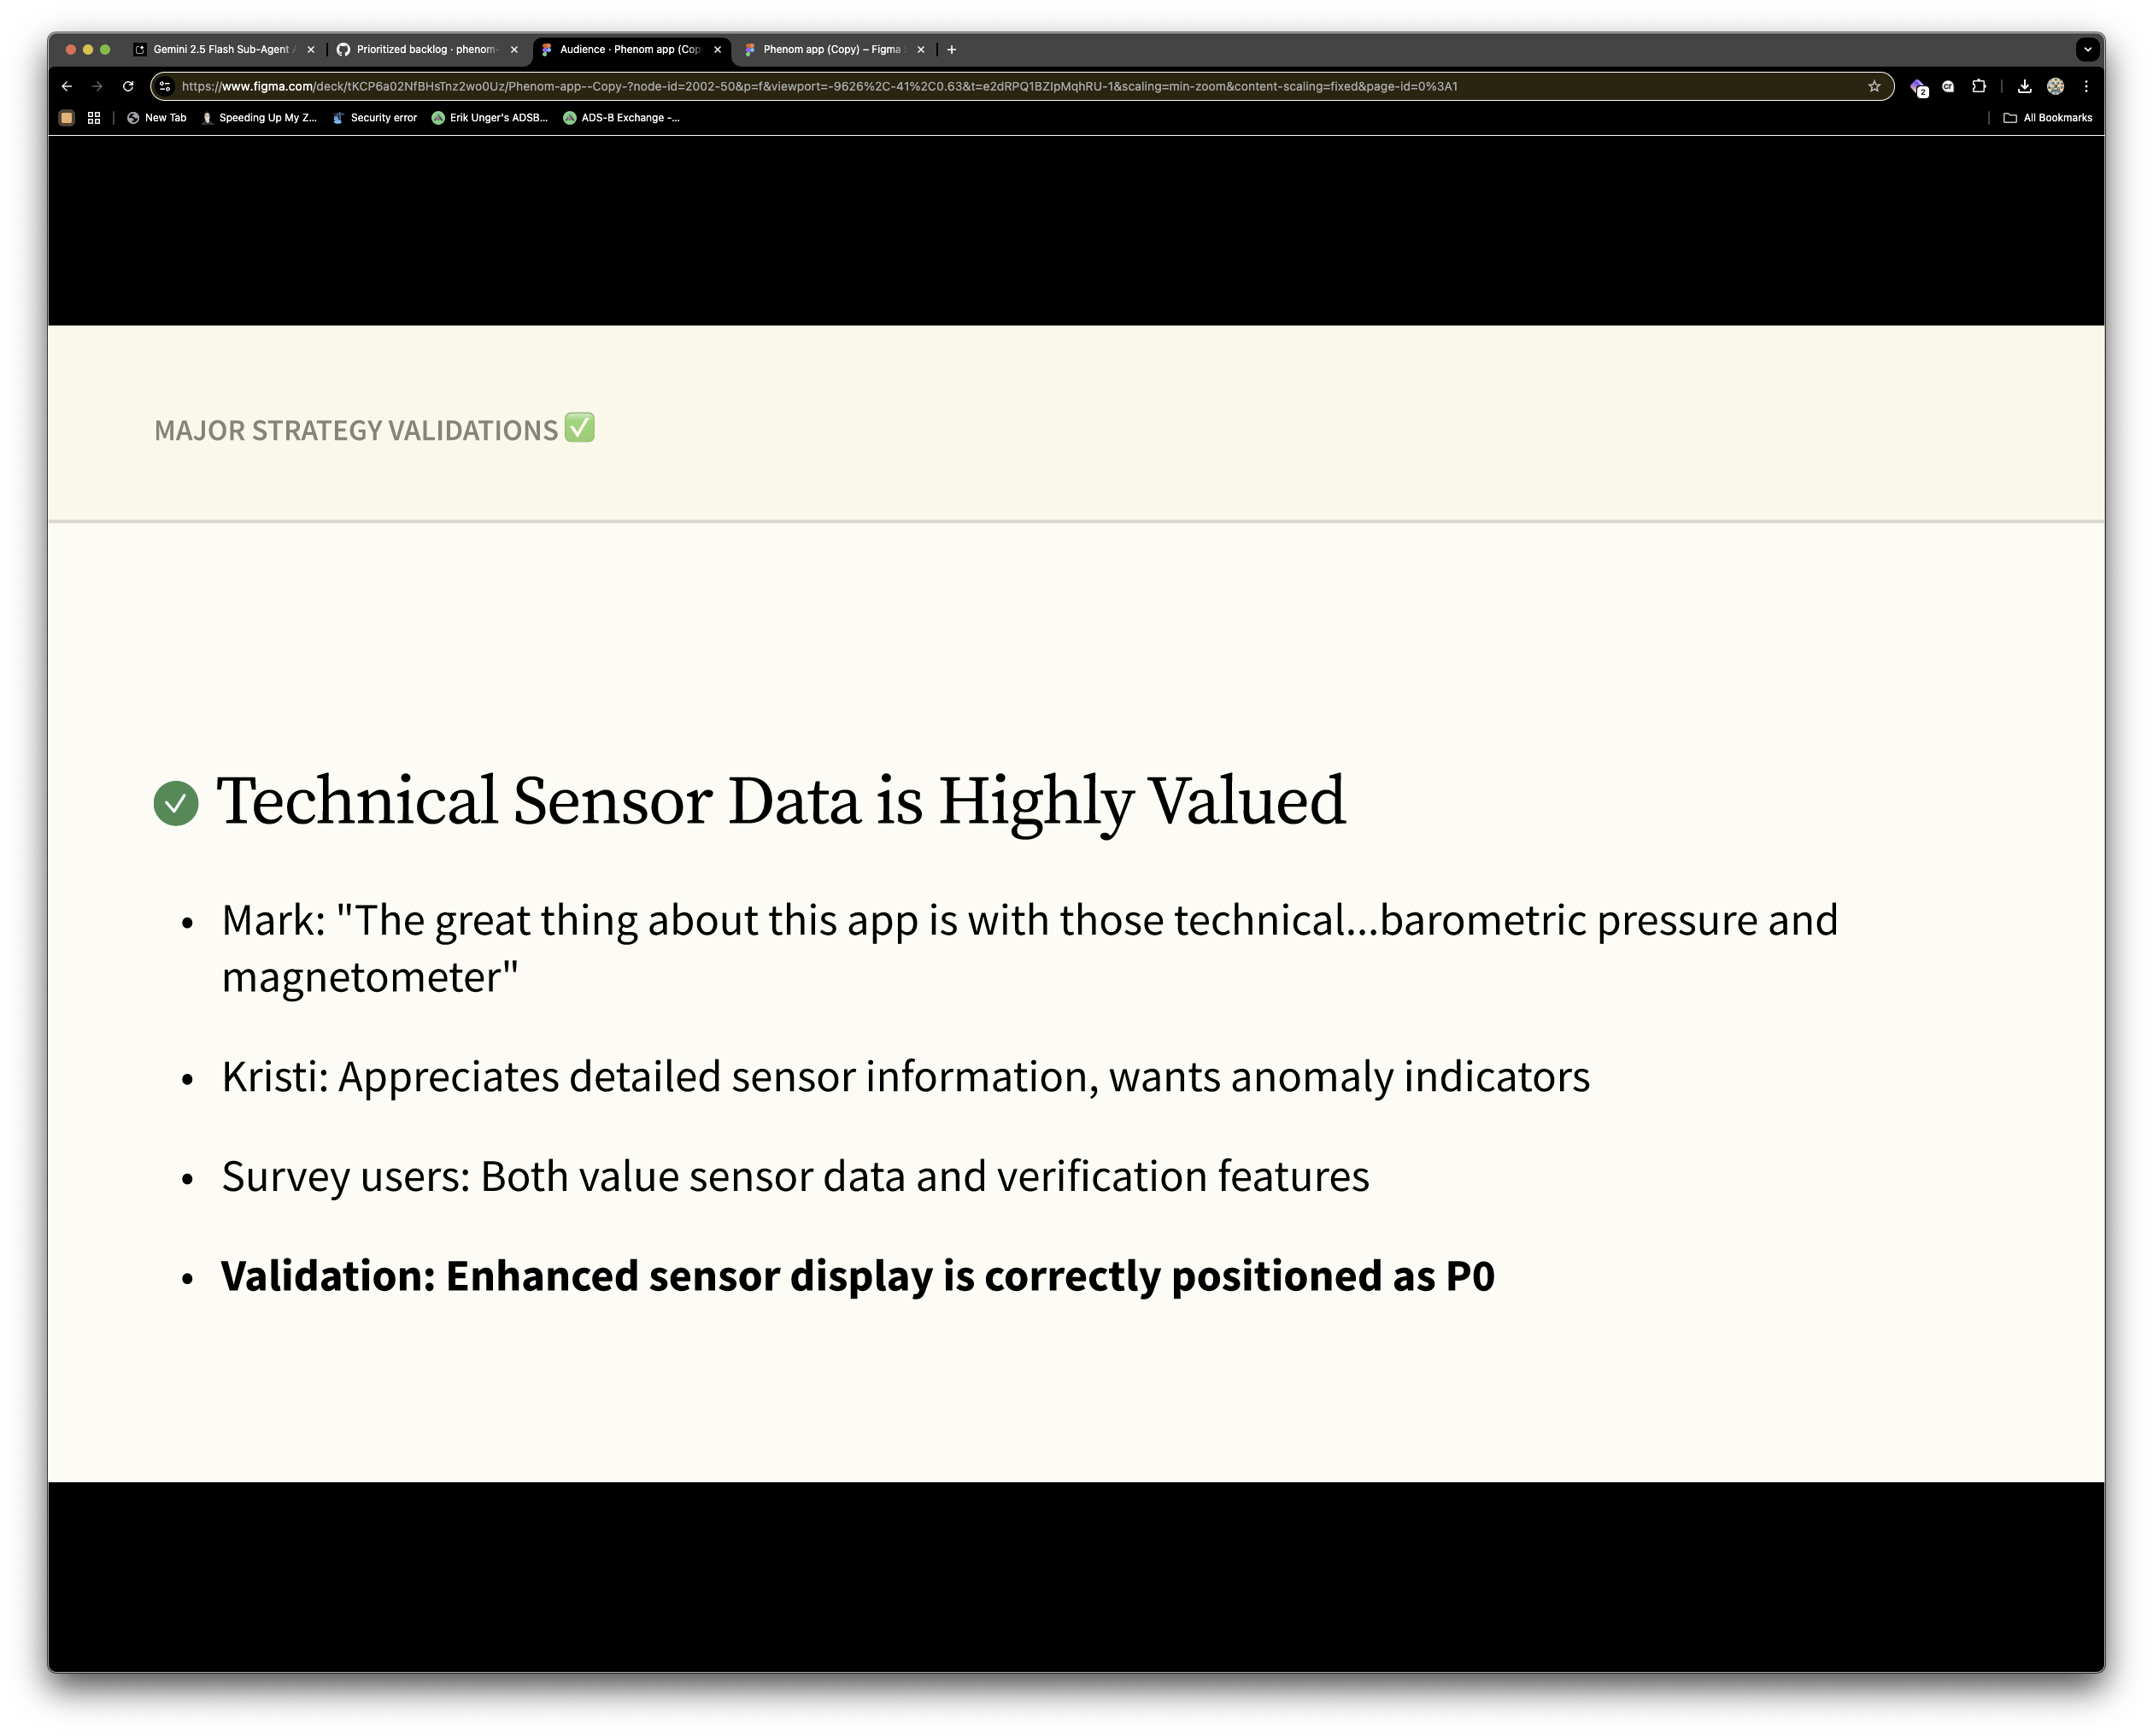 Gemini 2.5 Flash Sub-Agent
Prioritized backlog · phenom-
Audience · Phenom app (Cop
Phenom app (Copy) – Figma
https://www.figma.com/deck/tKCP6a02NfBHsTnz2wo0Uz/Phenom-app--Copy-?node-id=2002-50&p=f&viewport=-9626%2C-41%2C0.63&t=e2dRPQ1BZIpMqhRU-1&scaling=min-zoom&content-scaling=fixed&page-id=0%3A1
2
New Tab
Speeding Up My Z...
Security error
Erik Unger's ADSB...
ADS-B Exchange -...
All Bookmarks
MAJOR STRATEGY VALIDATIONS ✅
Technical Sensor Data is Highly Valued
• Mark: "The great thing about this app is with those technical...barometric pressure and
magnetometer"
• Kristi: Appreciates detailed sensor information, wants anomaly indicators
• Survey users: Both value sensor data and verification features
• Validation: Enhanced sensor display is correctly positioned as P0